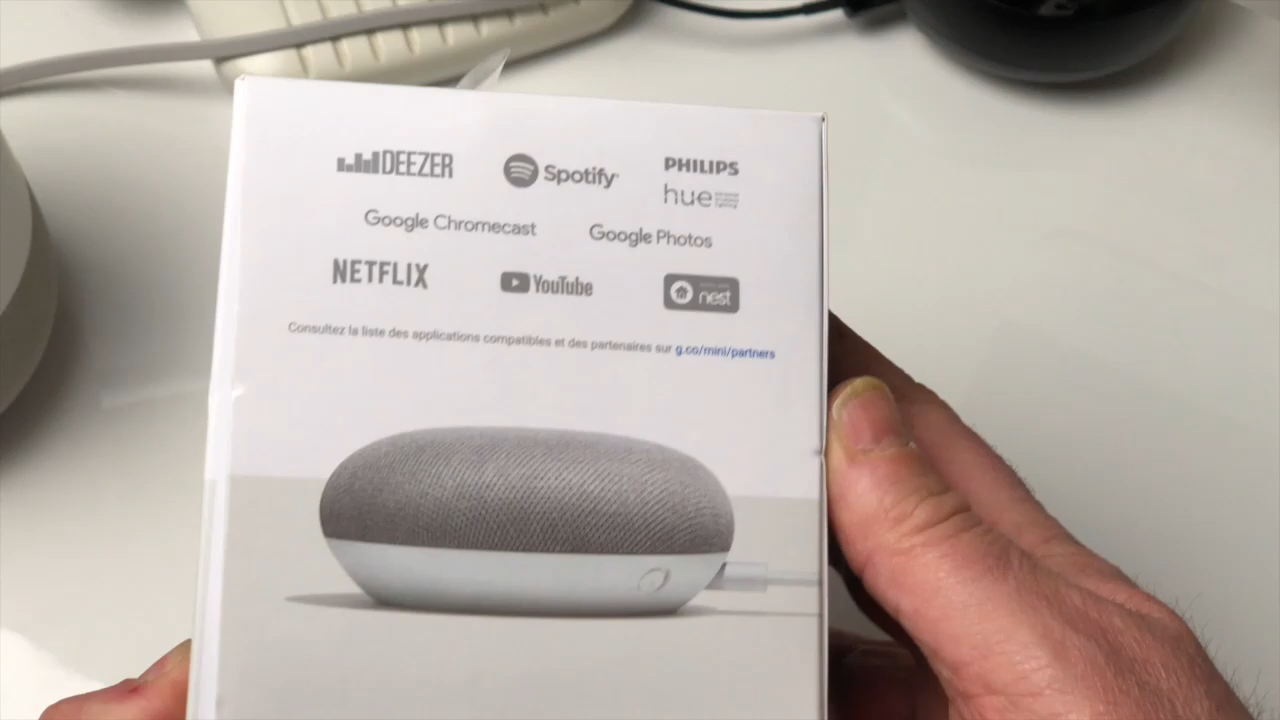 DEEZER Spotify PHILIPS
hue
Google Chromecast Google Photos
NETFLIX YouTube nest
Consultez la liste des applications compatibles et des partenaires sur g.co/mini/partners